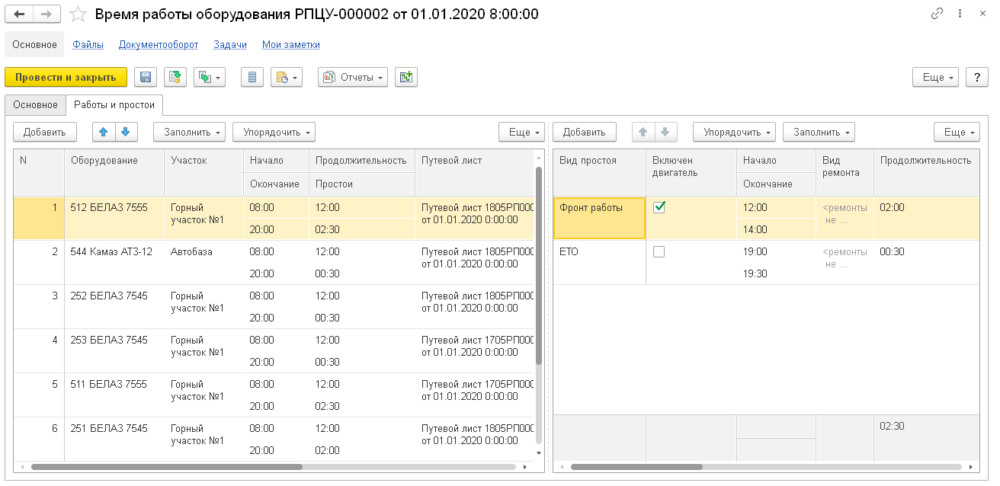 Время работы оборудования РПЦУ-000002 от 01.01.2020 8:00:00
Основное Файлы Документооборот Задачи Мои заметки
Провести и закрыть Отчеты Еще ?
Основное Работы и простои
Добавить Заполнить Упорядочить Еще
N Оборудование Участок Начало Продолжительность Путевой лист
Окончание Простои
1 512 БЕЛАЗ 7555 Горный 08:00 12:00 Путевой лист 1805РП000
участок №1 от 01.01.2020 0:00:00
20:00 02:30
2 544 Камаз АТЗ-12 Автобаза 08:00 12:00 Путевой лист 1805РП000
от 01.01.2020 0:00:00
20:00 00:30
3 252 БЕЛАЗ 7545 Горный 08:00 12:00 Путевой лист 1805РП000
участок №1 от 01.01.2020 0:00:00
20:00 00:30
4 253 БЕЛАЗ 7545 Горный 08:00 12:00 Путевой лист 1705РП000
участок №1 от 01.01.2020 0:00:00
20:00 00:30
5 511 БЕЛАЗ 7555 Горный 08:00 12:00 Путевой лист 1705РП000
участок №1 от 01.01.2020 0:00:00
20:00 02:30
6 251 БЕЛАЗ 7545 Горный 08:00 12:00 Путевой лист 1805РП000
участок №1 от 01.01.2020 0:00:00
20:00 02:00
Добавить Упорядочить Заполнить Еще
Вид простоя Включен Начало Вид Продолжительность
двигатель ремонта
Окончание
Фронт работы 12:00 <ремонты 02:00
не ...
14:00
ЕТО 19:00 <ремонты 00:30
не ...
19:30
02:30